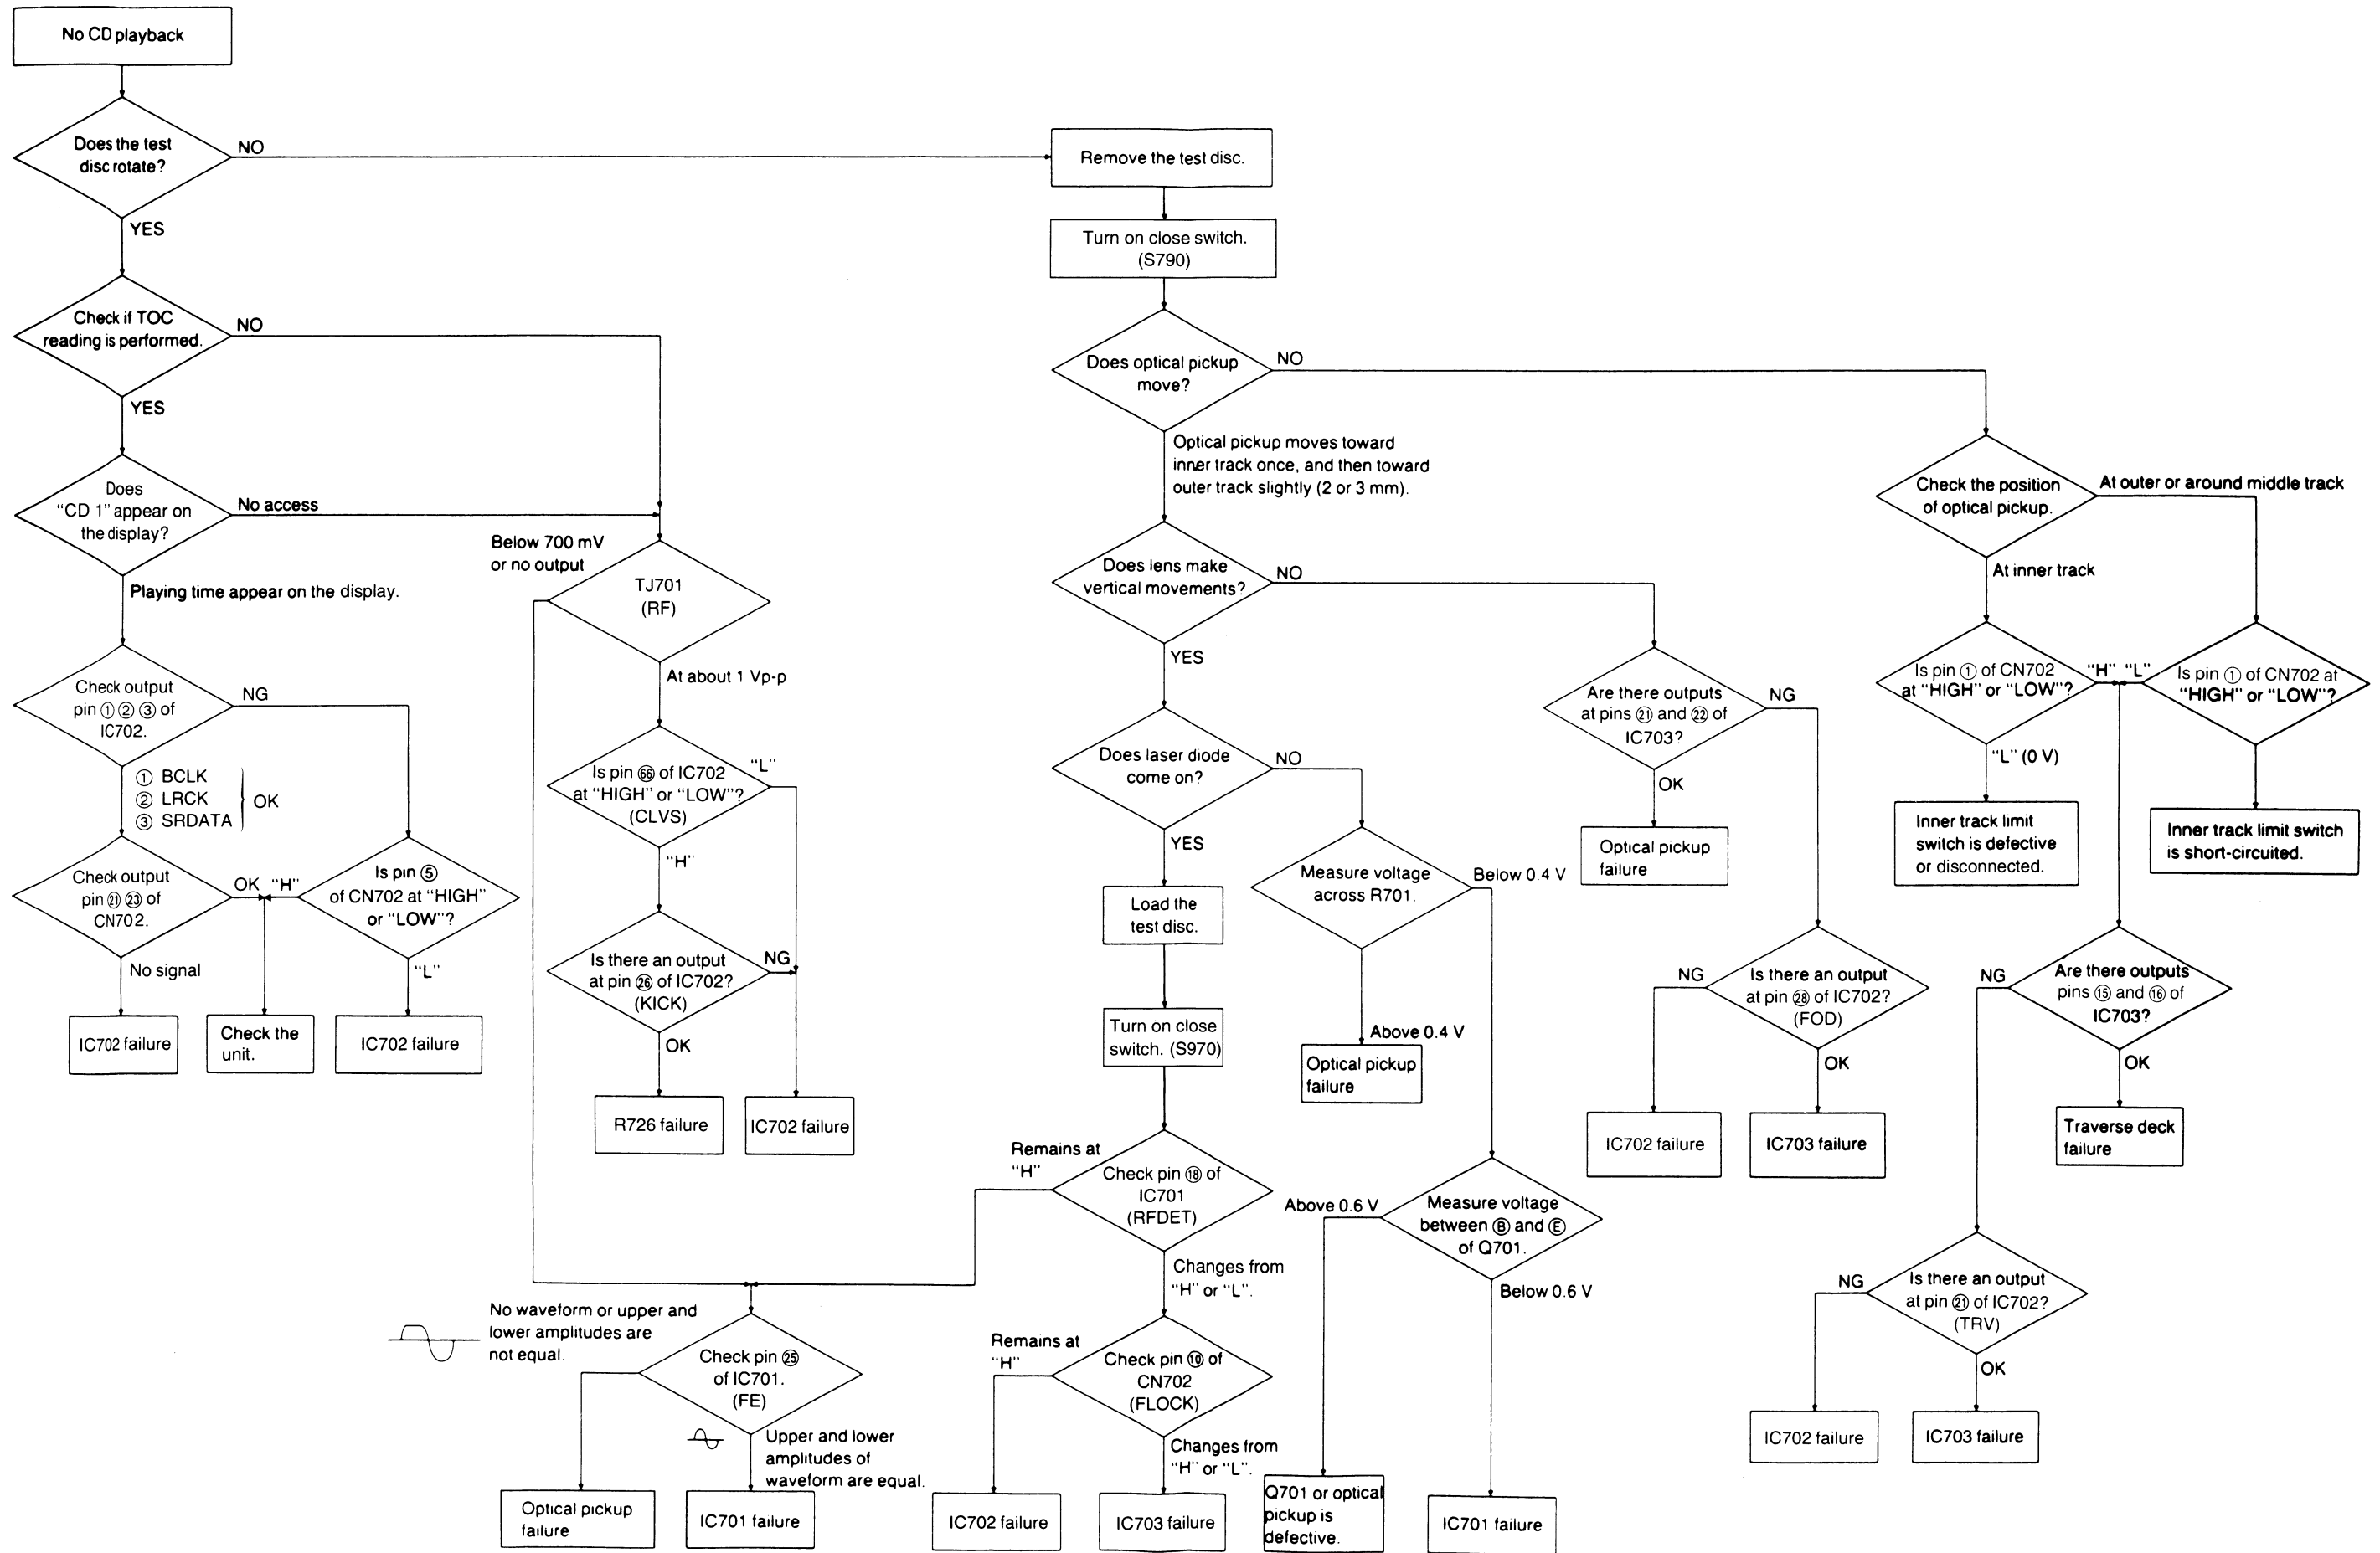 No CD playback
Does the test
disc rotate?
NO
YES
Check if TOC
reading is performed.
NO
YES
Does
"CD 1" appear on
the display?
No access
Playing time appear on the display.
Check output
pin ① ② ③ of
IC702.
NG
① BCLK
② LRCK
③ SRDATA
OK
Check output
pin ㉑ ㉓ of
CN702.
OK
"H"
Is pin ⑤
of CN702 at "HIGH"
or "LOW"?
No signal
"L"
IC702 failure
Check the
unit.
IC702 failure
Below 700 mV
or no output
TJ701
(RF)
At about 1 Vp-p
Is pin 66 of IC702
at "HIGH" or "LOW"?
(CLVS)
"L"
"H"
Is there an output
at pin ㉖ of IC702?
(KICK)
NG
OK
R726 failure
IC702 failure
No waveform or upper and
lower amplitudes are
not equal.
Check pin ㉕
of IC701.
(FE)
Upper and lower
amplitudes of
waveform are equal.
Optical pickup
failure
IC701 failure
Remove the test disc.
Turn on close switch.
(S790)
Does optical pickup
move?
NO
Optical pickup moves toward
inner track once, and then toward
outer track slightly (2 or 3 mm).
Does lens make
vertical movements?
NO
YES
Does laser diode
come on?
NO
YES
Load the
test disc.
Turn on close
switch. (S970)
Remains at
"H"
Check pin ⑱ of
IC701
(RFDET)
Changes from
"H" or "L".
Remains at
"H"
Check pin ⑩ of
CN702
(FLOCK)
Changes from
"H" or "L".
IC702 failure
IC703 failure
Measure voltage
across R701.
Below 0.4 V
Above 0.4 V
Optical pickup
failure
Above 0.6 V
Measure voltage
between Ⓑ and Ⓔ
of Q701.
Below 0.6 V
Q701 or optical
pickup is
defective.
IC701 failure
Are there outputs
at pins ㉑ and ㉒ of
IC703?
NG
OK
Optical pickup
failure
NG
Is there an output
at pin ㉘ of IC702?
(FOD)
OK
IC702 failure
IC703 failure
Check the position
of optical pickup.
At outer or around middle track
At inner track
Is pin ① of CN702
at "HIGH" or "LOW"?
"H"
"L"
Is pin ① of CN702 at
"HIGH" or "LOW"?
"L" (0 V)
Inner track limit
switch is defective
or disconnected.
Inner track limit switch
is short-circuited.
NG
Are there outputs
pins ⑮ and ⑯ of
IC703?
OK
Traverse deck
failure
NG
Is there an output
at pin ㉑ of IC702?
(TRV)
OK
IC702 failure
IC703 failure